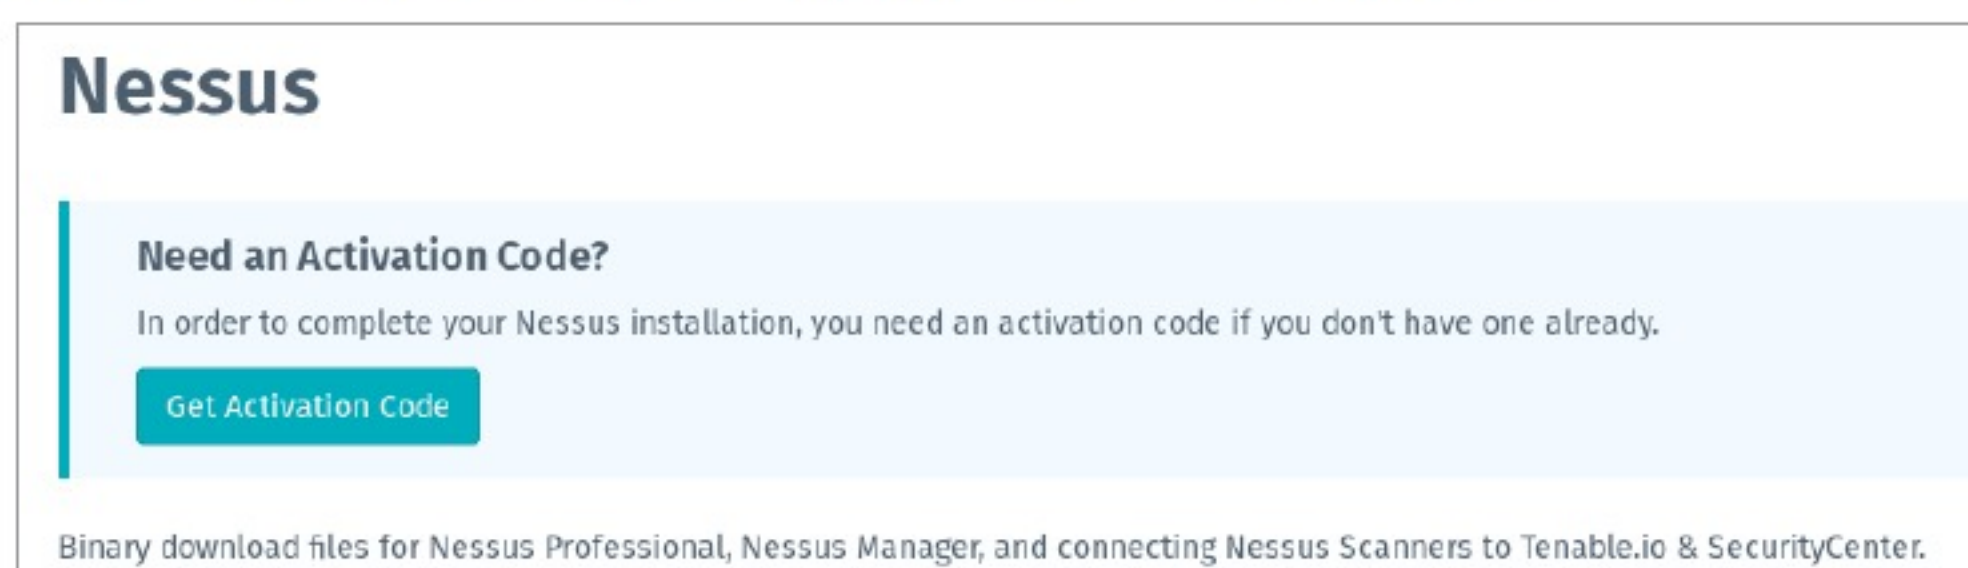 Nessus
Need an Activation Code?
In order to complete your Nessus installation, you need an activation code if you don't have one already.
Get Activation Code
Binary download files for Nessus Professional, Nessus Manager, and connecting Nessus Scanners to Tenable.io & SecurityCenter.